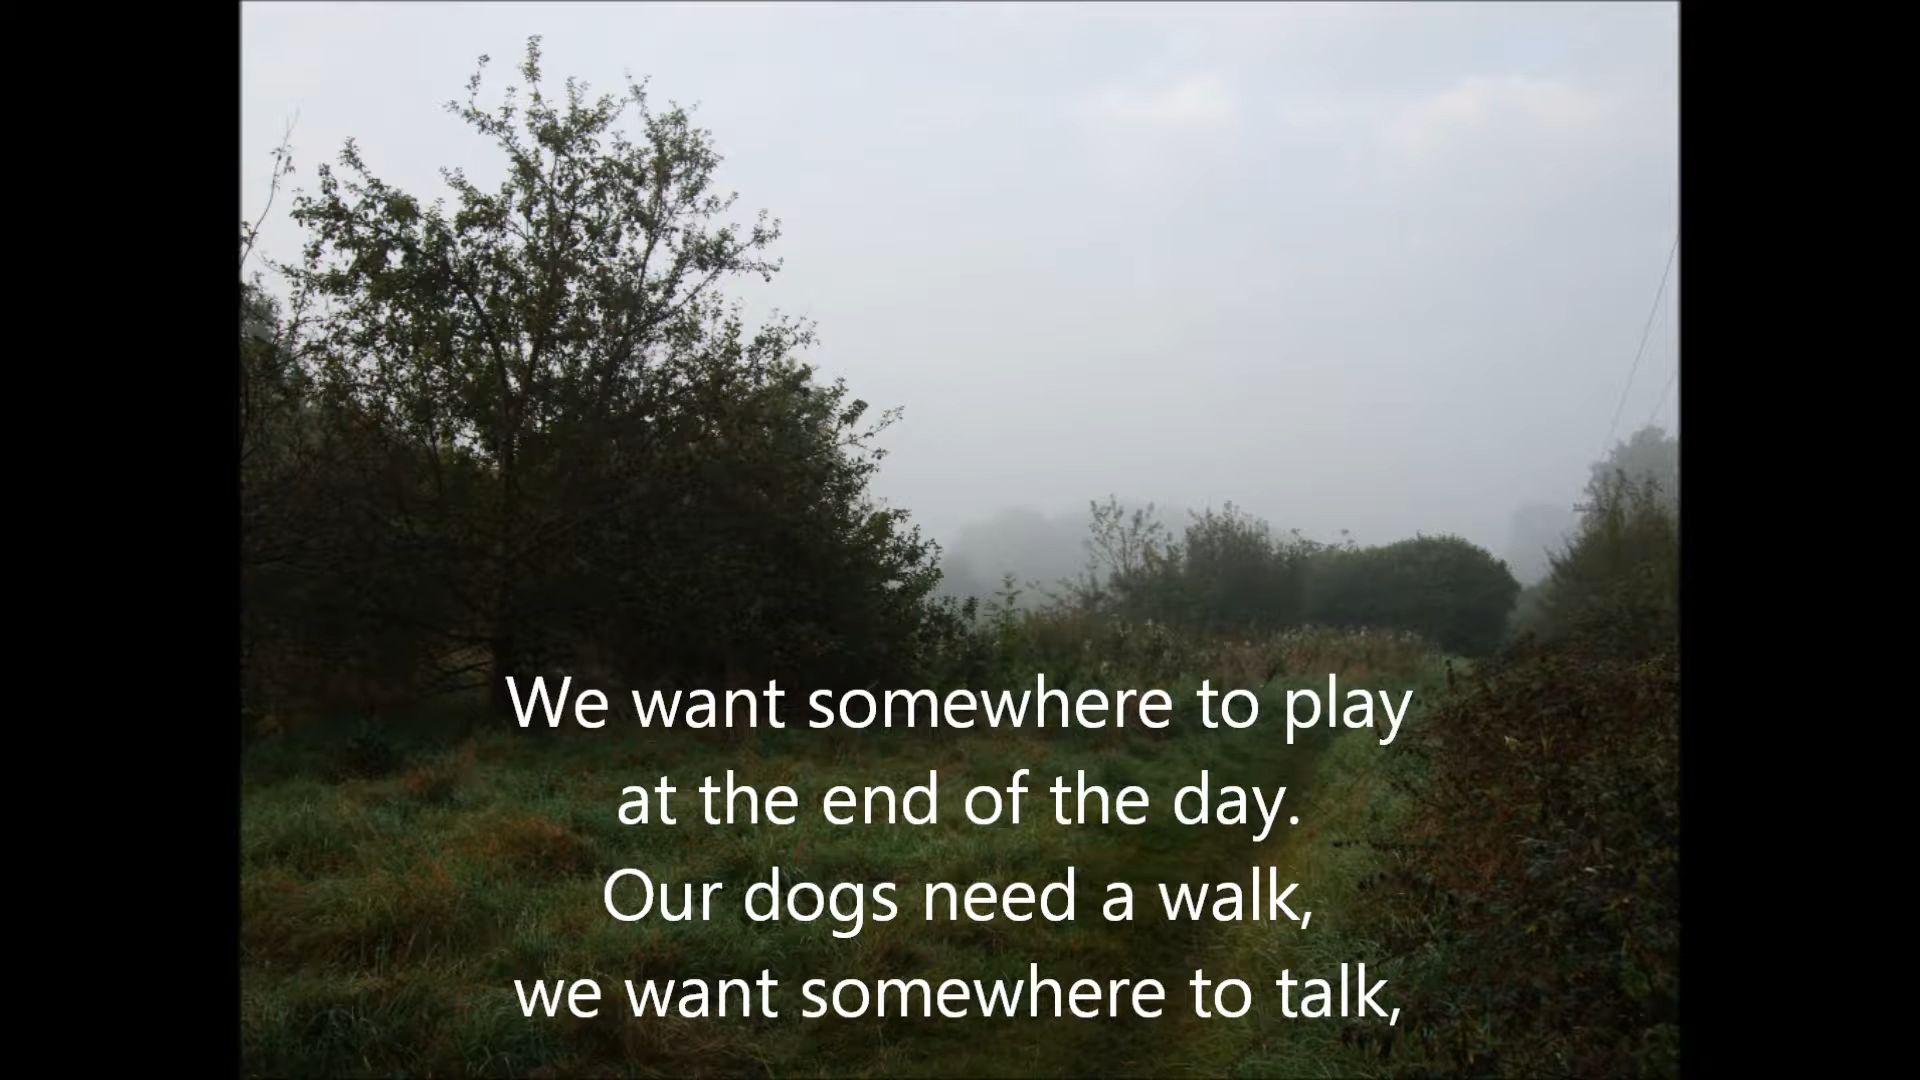 We want somewhere to play
at the end of the day.
Our dogs need a walk,
we want somewhere to talk,